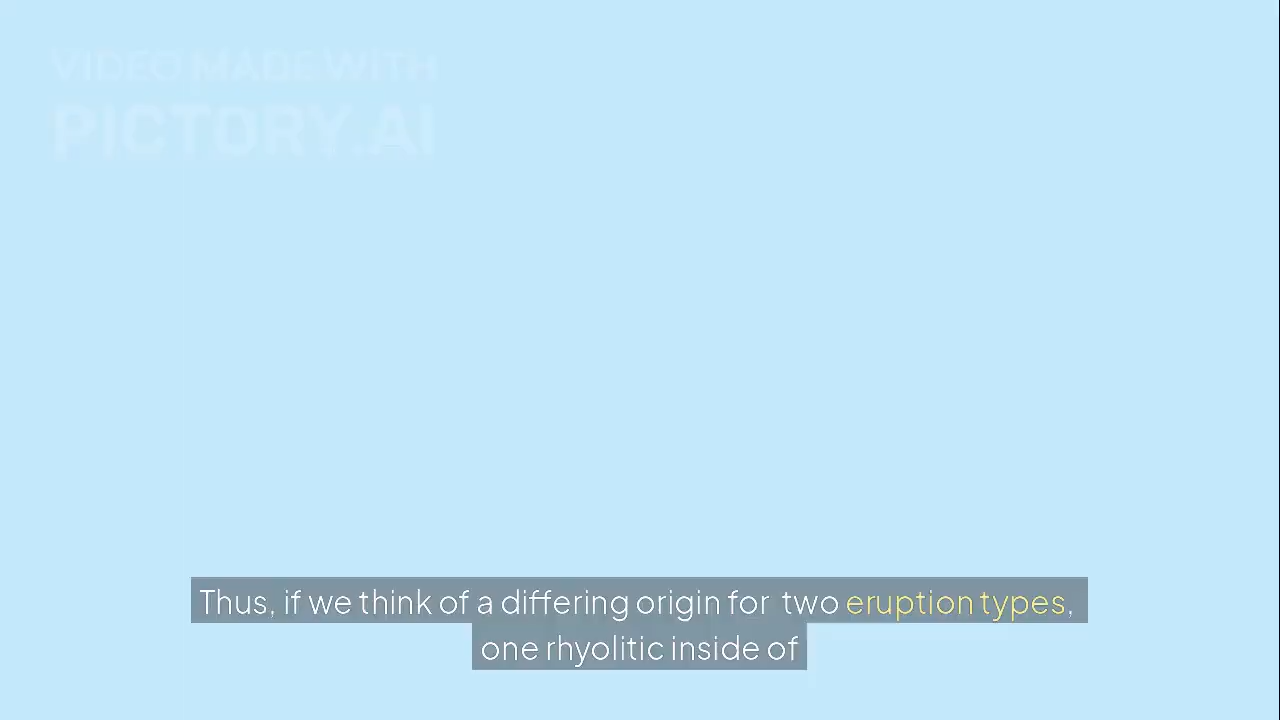 VIDEO MADE WITH
PICTORY.AI
Thus, if we think of a differing origin for two eruption types,
one rhyolitic inside of